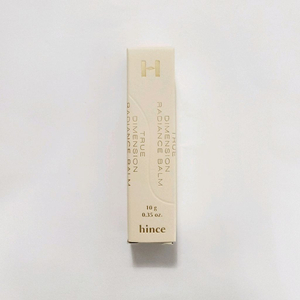 H
TRUE
DIMENSION
RADIANCE BALM
TRUE
DIMENSION
RADIANCE BALM
10 g
0.35 oz.
hince